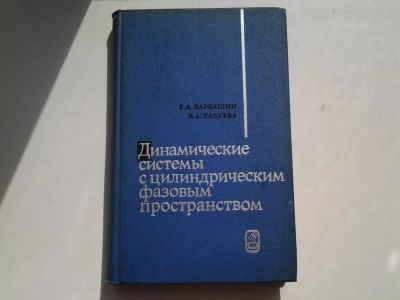 Е.А. БАРБАШИН
В.А. ТАБУЕВА
Динамические
системы
с цилиндрическим
фазовым
пространством